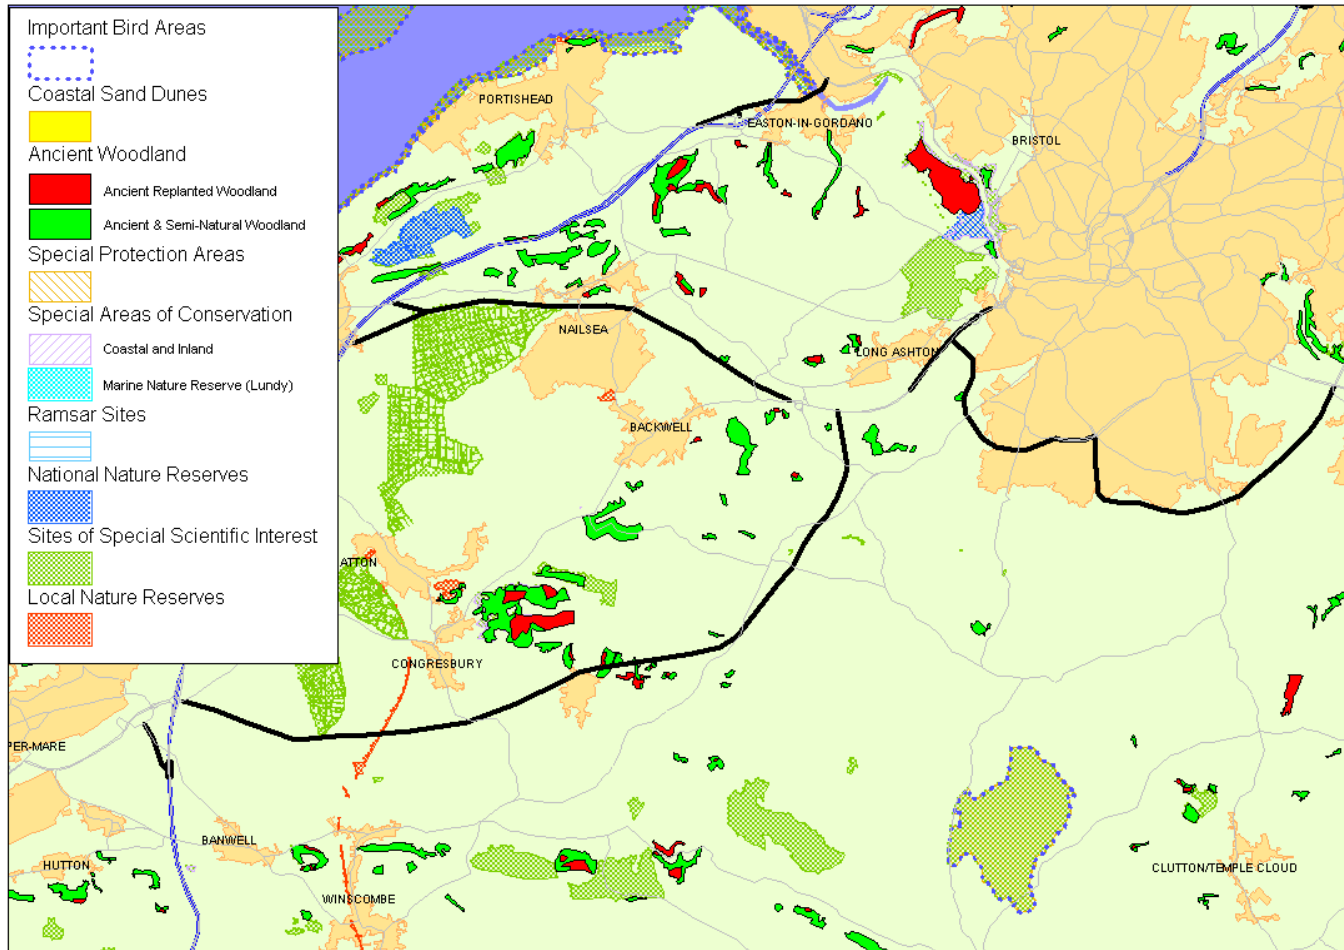 Important Bird Areas
Coastal Sand Dunes
Ancient Woodland
Ancient Replanted Woodland
Ancient & Semi-Natural Woodland
Special Protection Areas
Special Areas of Conservation
Coastal and Inland
Marine Nature Reserve (Lundy)
Ramsar Sites
National Nature Reserves
Sites of Special Scientific Interest
Local Nature Reserves
PORTISHEAD
EASTON-IN-GORDANO
BRISTOL
NAILSEA
LONG ASHTON
BACKWELL
ATTON
CONGRESBURY
PER-MARE
BANWELL
HUTTON
WINSCOMBE
CLUTTON/TEMPLE CLOUD